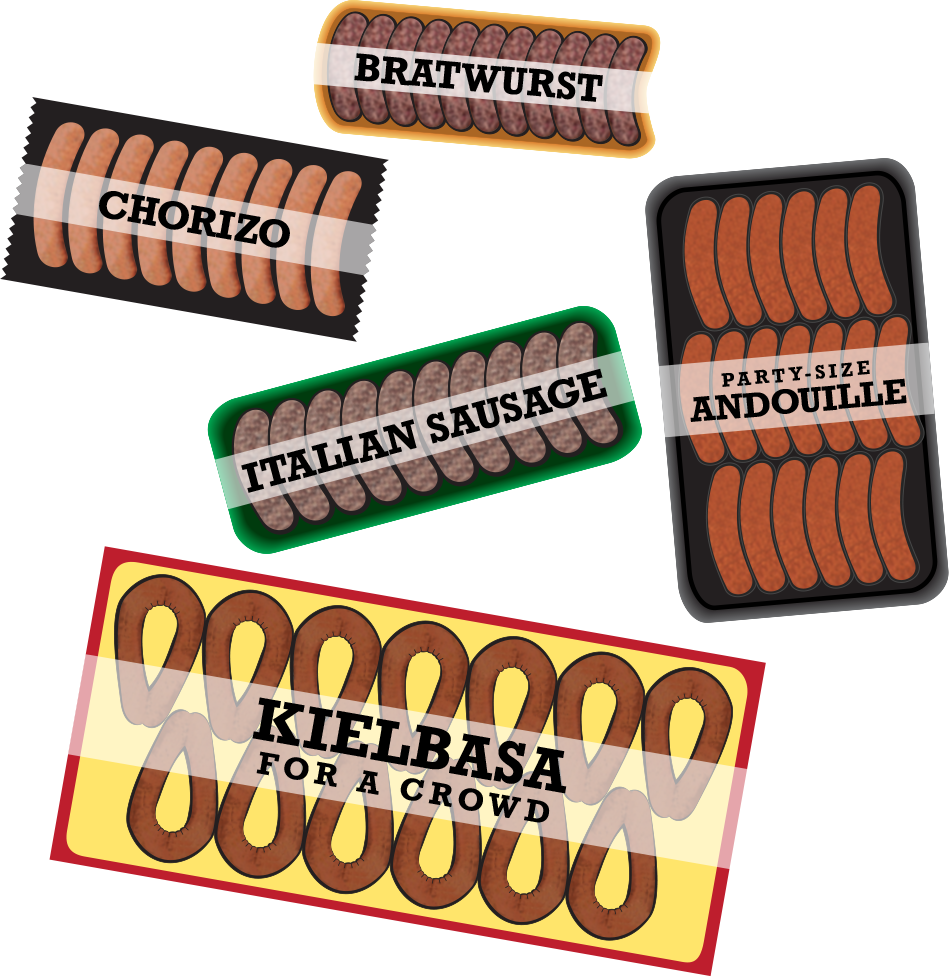 BRATWURST
CHORIZO
PARTY-SIZE
ANDOUILLE
ITALIAN SAUSAGE
KIELBASA
FOR A CROWD